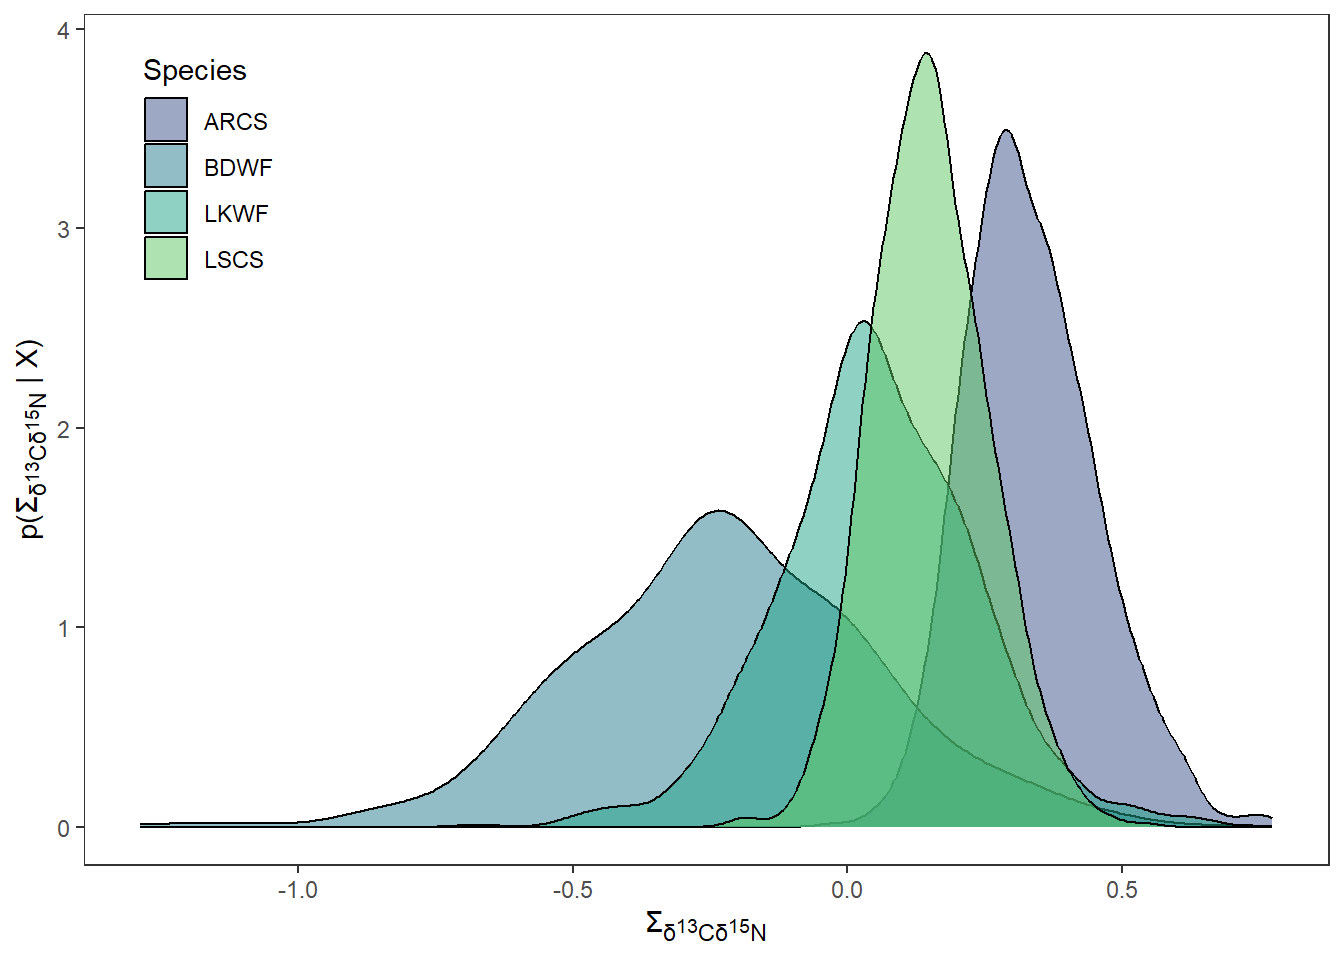 Species
ARCS
BDWF
LKWF
LSCS
p(Σδ¹³Cδ¹⁵N | X)
4
3
2
1
0
-1.0 -0.5 0.0 0.5
Σδ¹³Cδ¹⁵N